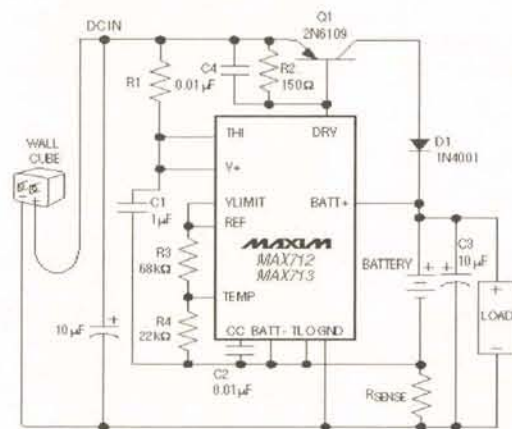 Q1
2N6109
DC IN
R1
0.01µF
C4
R2
150Ω
THI
DRV
V+
D1
1N4001
WALL
CUBE
VLIMIT
BATT+
REF
C1
1µF
R3
68kΩ
MAXIM
MAX712
MAX713
BATTERY
C3
10µF
TEMP
R4
22kΩ
LOAD
10µF
CC BATT- TLO GND
C2
0.01µF
RSENSE